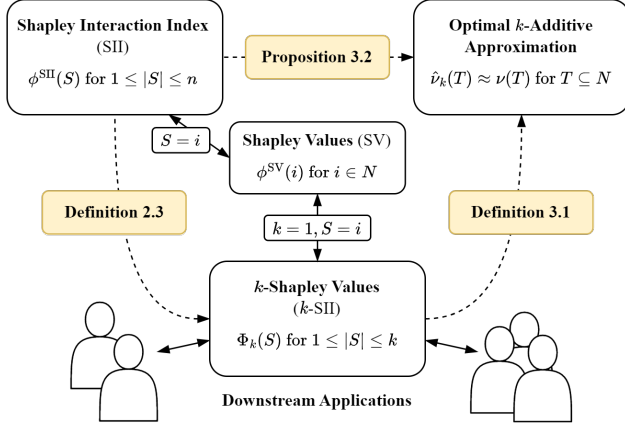 Shapley Interaction Index
(SII)
ϕ^SII(S) for 1 ≤ |S| ≤ n
Proposition 3.2
Optimal k-Additive
Approximation
ν̂_k(T) ≈ ν(T) for T ⊆ N
S = i
Shapley Values (SV)
ϕ^SV(i) for i ∈ N
Definition 2.3
k = 1, S = i
Definition 3.1
k-Shapley Values
(k-SII)
Φ_k(S) for 1 ≤ |S| ≤ k
Downstream Applications